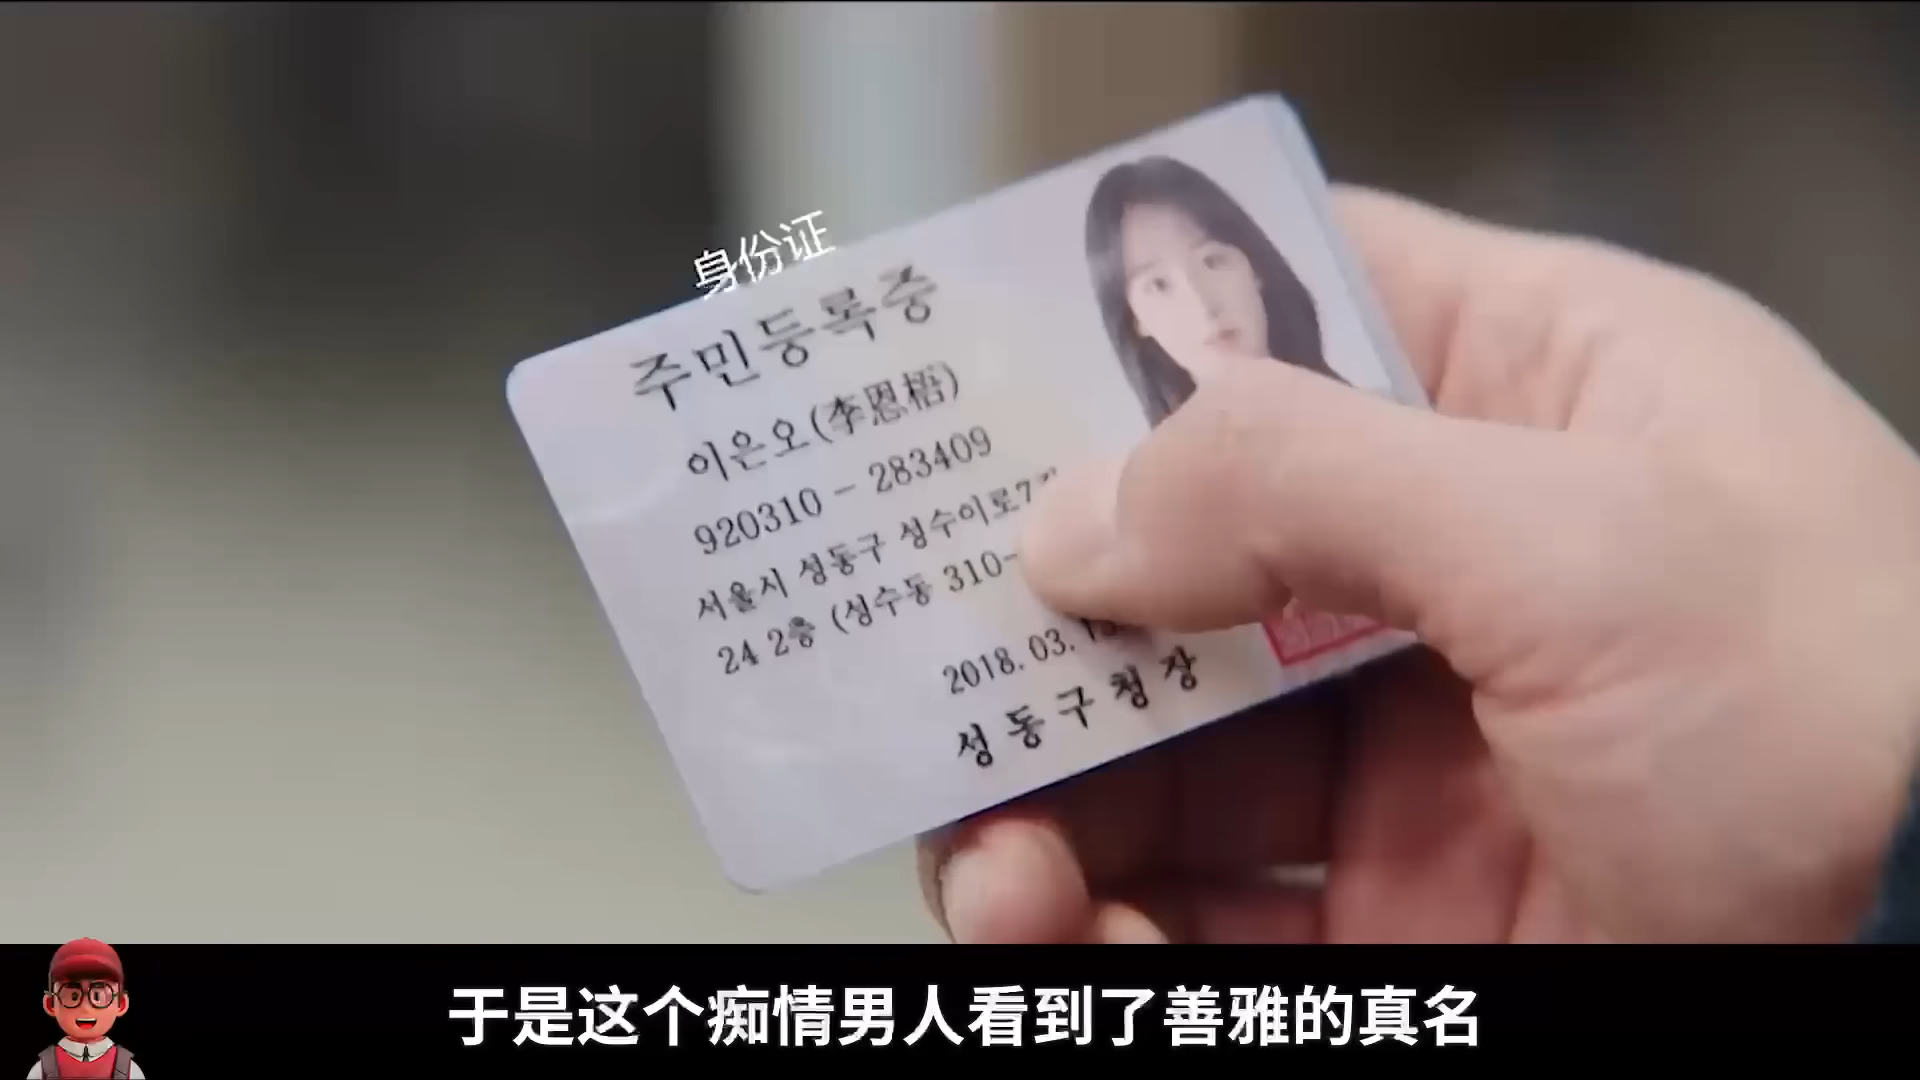 身份证
주민등록증
이은오(李恩梧)
920310-283409
서울시 성동구 성수이로7
24 2층 (성수동 310-
2018. 03. 
성동구청장
于是这个痴情男人看到了善雅的真名